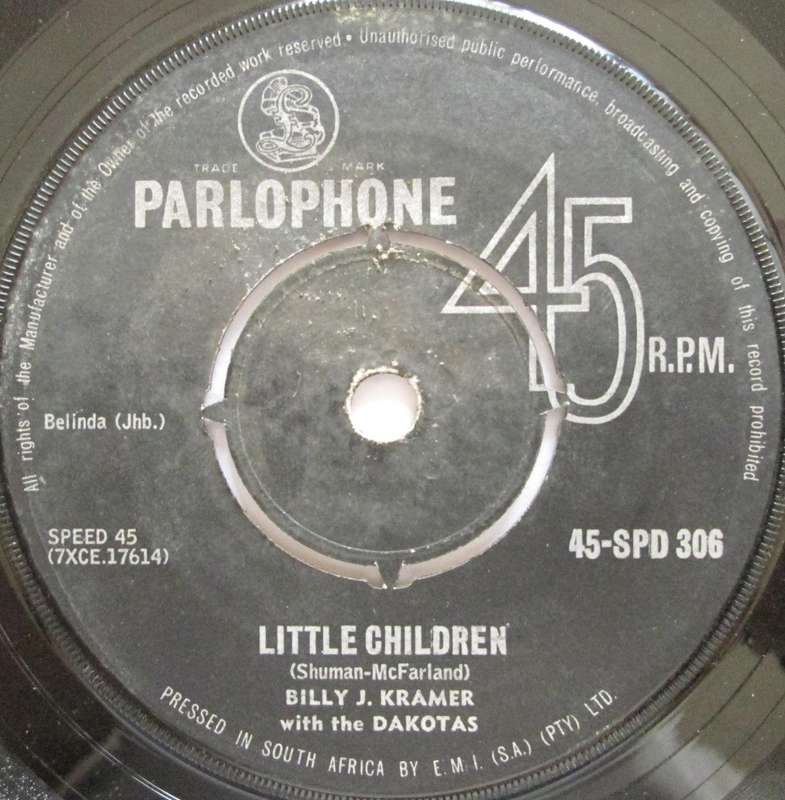 All rights of the Manufacturer and of the Owner of the recorded work reserved • Unauthorised public performance, broadcasting and copying of this record prohibited
TRADE MARK
PARLOPHONE
45
R.P.M.
Belinda (Jhb.)
SPEED 45
(7XCE.17614)
45-SPD 306
LITTLE CHILDREN
(Shuman-McFarland)
BILLY J. KRAMER
with the DAKOTAS
PRESSED IN SOUTH AFRICA BY E.M.I. (S.A.) (PTY) LTD.